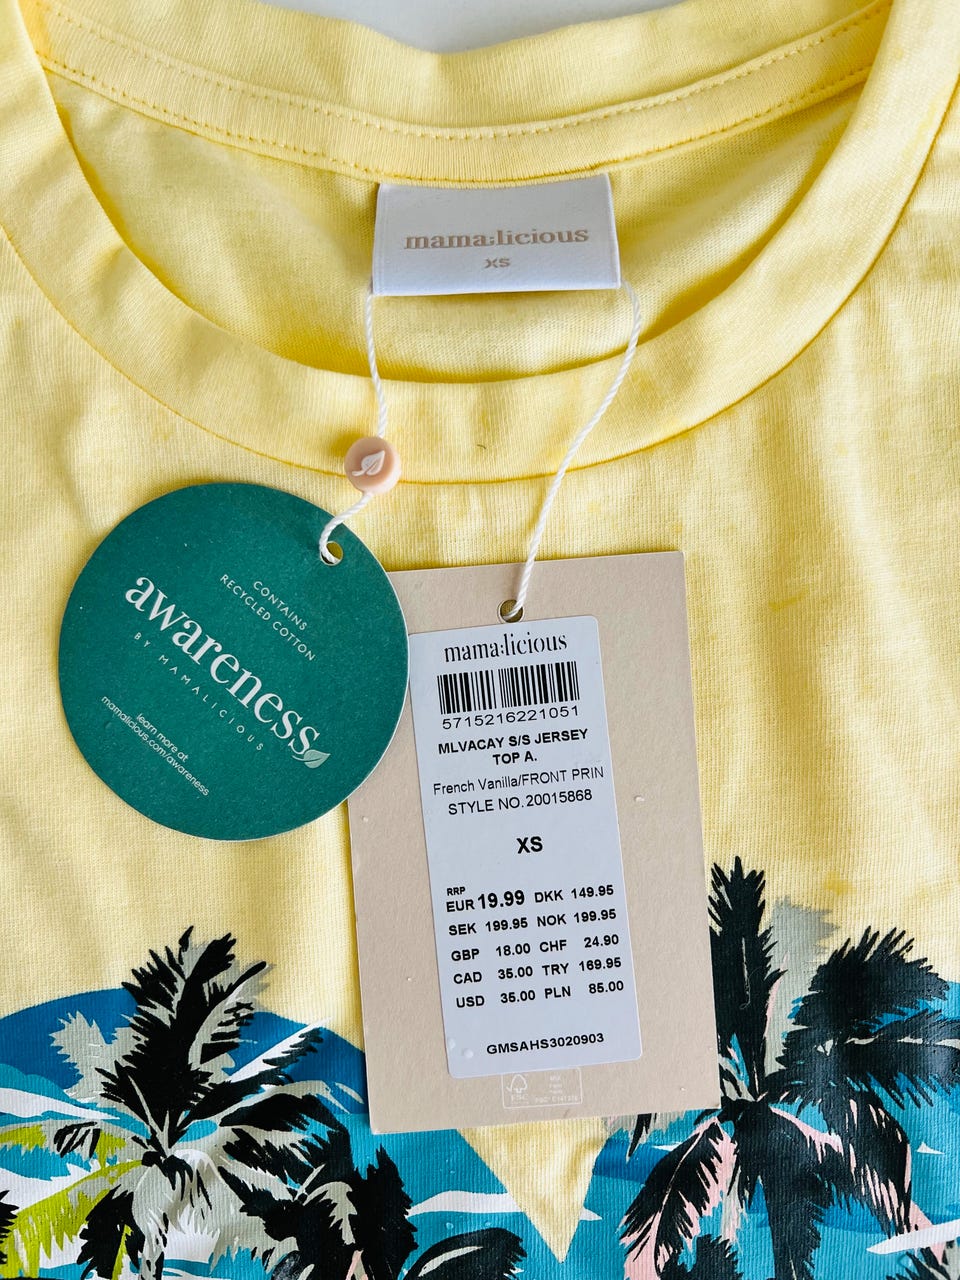 mama;licious
XS
CONTAINS
RECYCLED COTTON
awareness
BY MAMALICIOUS
learn more at
mamalicious.com/awareness
mama;licious
5715216221051
MLVACAY S/S JERSEY
TOP A.
French Vanilla/FRONT PRIN
STYLE NO.20015868
XS
RRP
EUR 19.99 DKK 149.95
SEK 199.95 NOK 199.95
GBP 18.00 CHF 24.90
CAD 35.00 TRY 169.95
USD 35.00 PLN 85.00
GMSAHS3020903
FSC